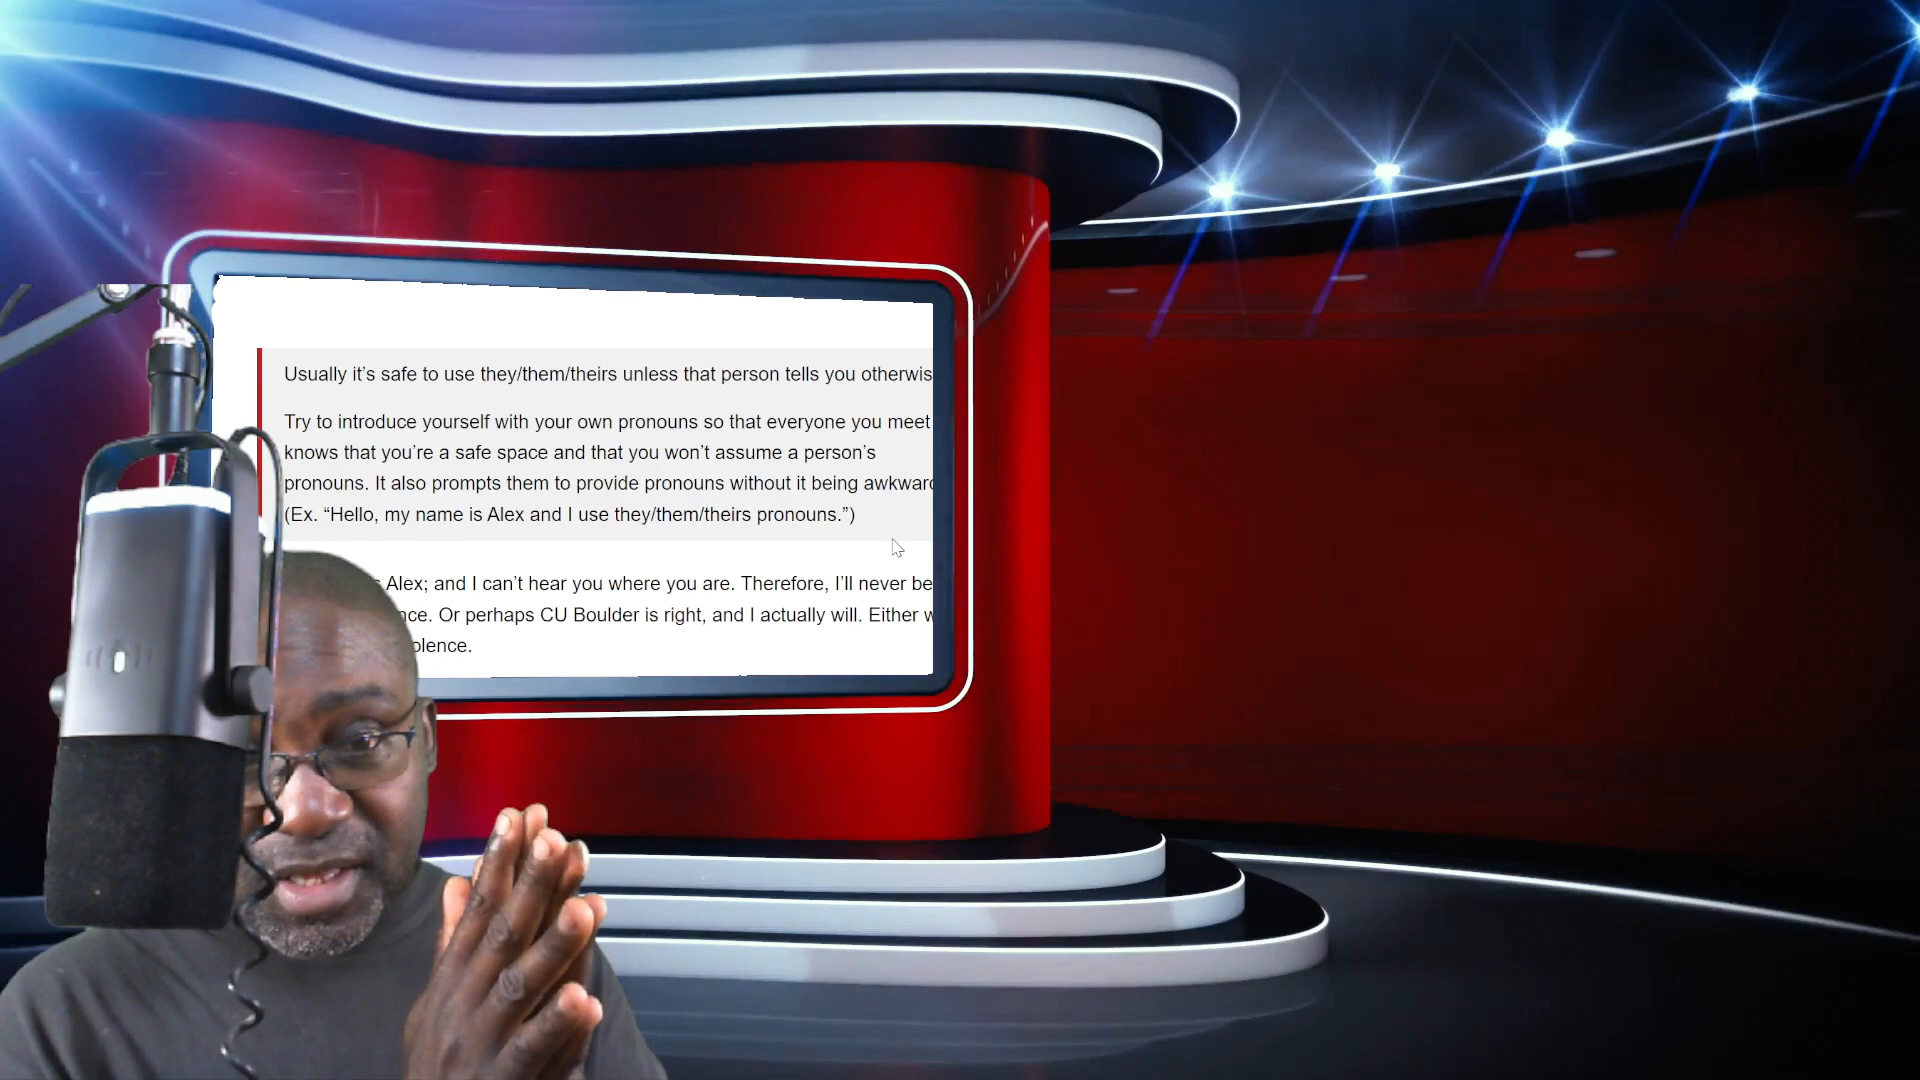 Usually it’s safe to use they/them/theirs unless that person tells you otherwis
Try to introduce yourself with your own pronouns so that everyone you meet
knows that you’re a safe space and that you won’t assume a person’s
pronouns. It also prompts them to provide pronouns without it being awkward
(Ex. “Hello, my name is Alex and I use they/them/theirs pronouns.”)
Alex; and I can’t hear you where you are. Therefore, I’ll never be
nce. Or perhaps CU Boulder is right, and I actually will. Either w
olence.